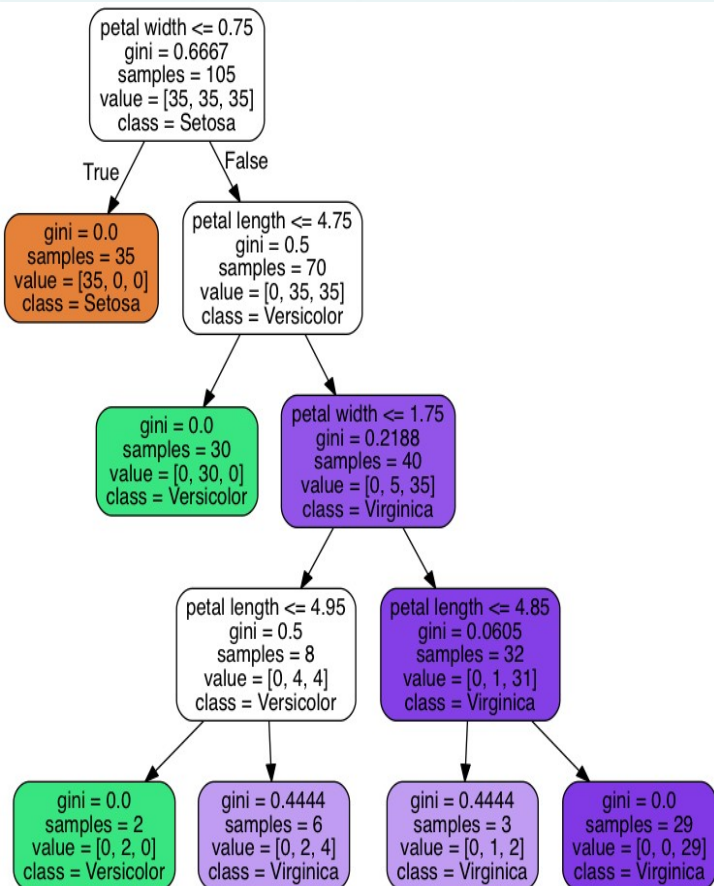 petal width <= 0.75
gini = 0.6667
samples = 105
value = [35, 35, 35]
class = Setosa
True
False
gini = 0.0
samples = 35
value = [35, 0, 0]
class = Setosa
petal length <= 4.75
gini = 0.5
samples = 70
value = [0, 35, 35]
class = Versicolor
gini = 0.0
samples = 30
value = [0, 30, 0]
class = Versicolor
petal width <= 1.75
gini = 0.2188
samples = 40
value = [0, 5, 35]
class = Virginica
petal length <= 4.95
gini = 0.5
samples = 8
value = [0, 4, 4]
class = Versicolor
petal length <= 4.85
gini = 0.0605
samples = 32
value = [0, 1, 31]
class = Virginica
gini = 0.0
samples = 2
value = [0, 2, 0]
class = Versicolor
gini = 0.4444
samples = 6
value = [0, 2, 4]
class = Virginica
gini = 0.4444
samples = 3
value = [0, 1, 2]
class = Virginica
gini = 0.0
samples = 29
value = [0, 0, 29]
class = Virginica